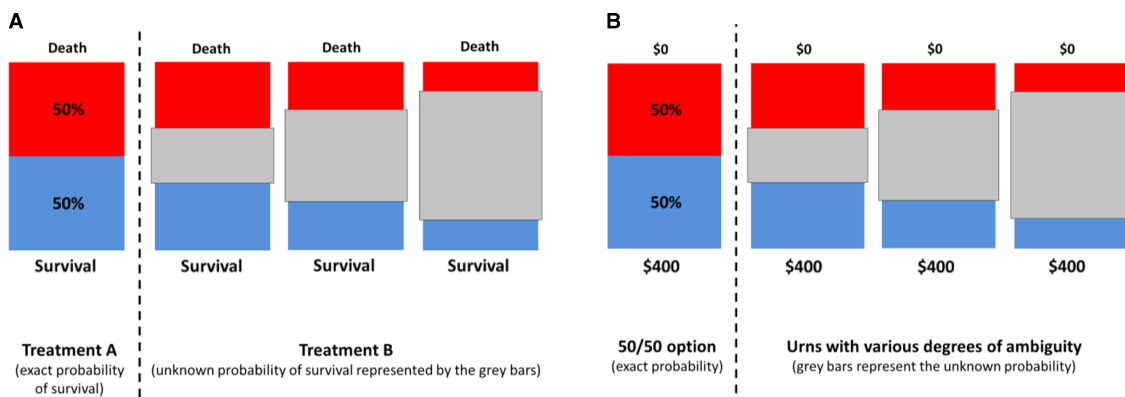 A
Death
Death
Death
Death
50%
50%
Survival
Survival
Survival
Survival
Treatment A
(exact probability
of survival)
Treatment B
(unknown probability of survival represented by the grey bars)
B
$0
$0
$0
$0
50%
50%
$400
$400
$400
$400
50/50 option
(exact probability)
Urns with various degrees of ambiguity
(grey bars represent the unknown probability)